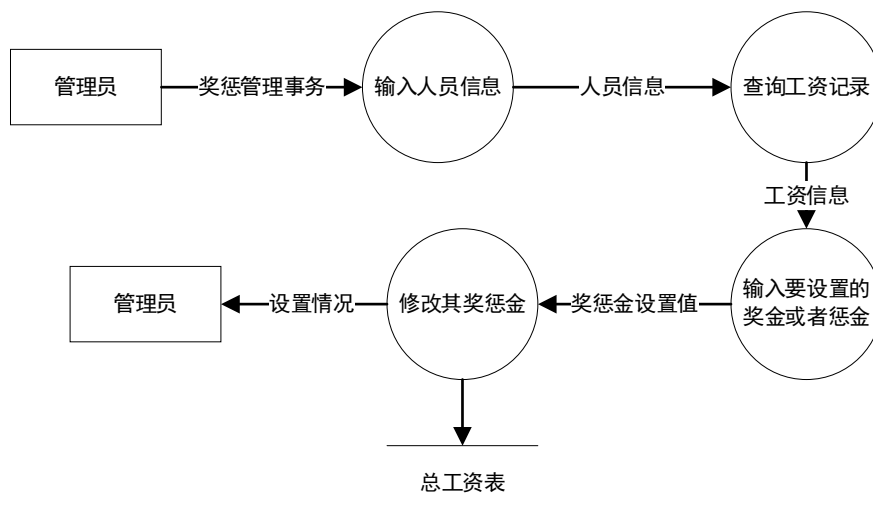 管理员
奖惩管理事务
输入人员信息
人员信息
查询工资记录
工资信息
管理员
设置情况
修改其奖惩金
奖惩金设置值
输入要设置的
奖金或者惩金
总工资表